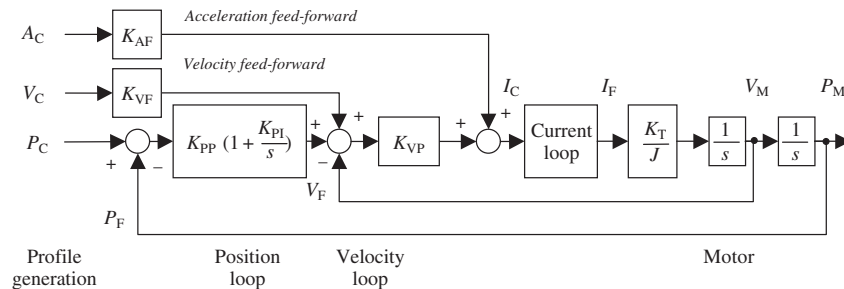 Acceleration feed-forward
A_C
K_AF
Velocity feed-forward
V_C
K_VF
I_C
I_F
V_M
P_M
P_C
+
−
K_PP (1 + K_PI/s)
+
+
−
K_VP
+
+
Current
loop
K_T/J
1/s
1/s
V_F
P_F
Profile
generation
Position
loop
Velocity
loop
Motor